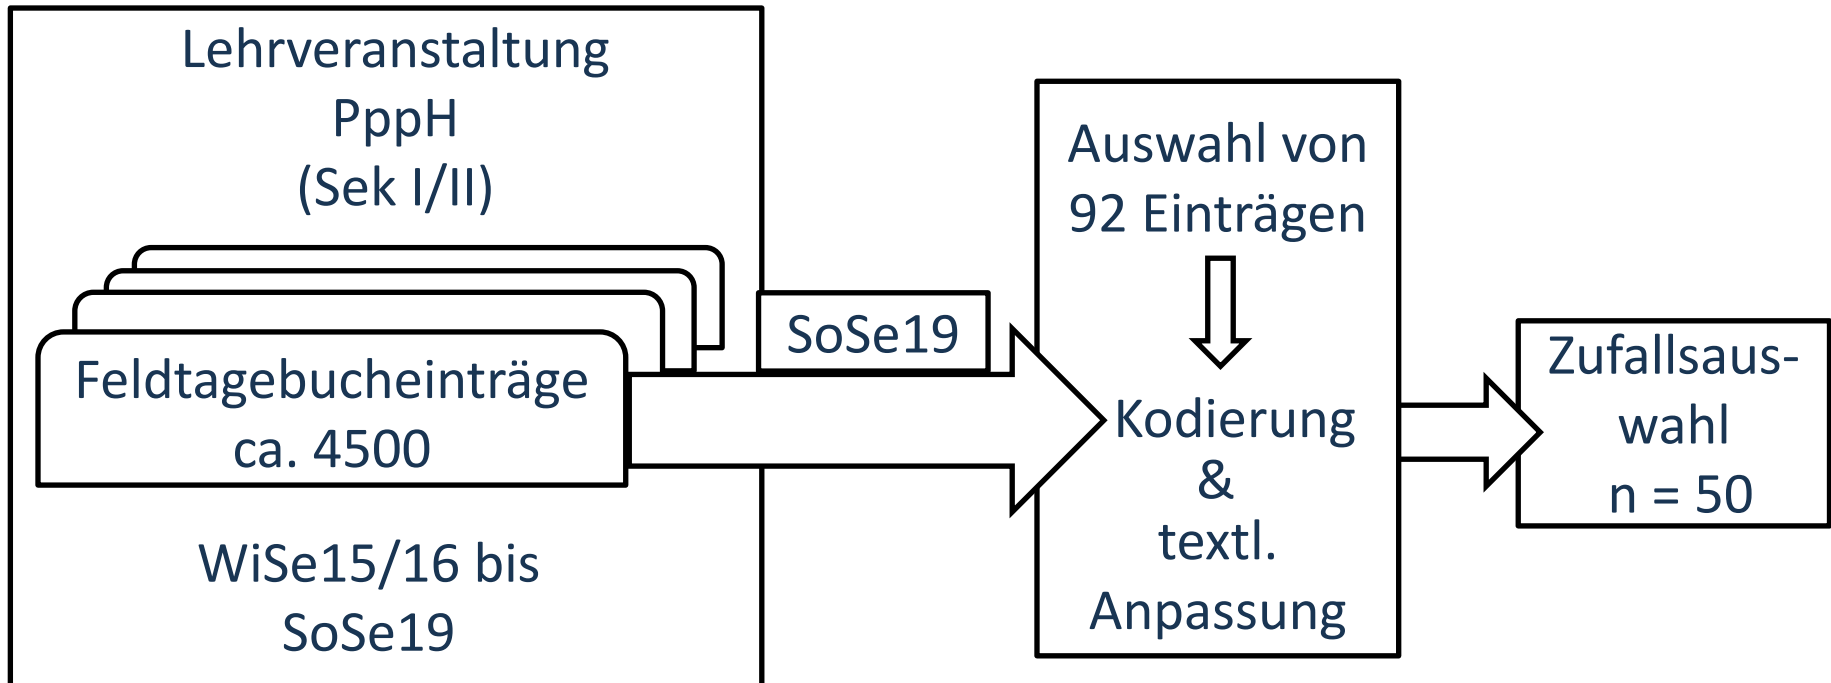 Lehrveranstaltung
PppH
(Sek I/II)
Feldtagebucheinträge
ca. 4500
WiSe15/16 bis
SoSe19
SoSe19
Auswahl von
92 Einträgen
Kodierung
&
textl.
Anpassung
Zufallsaus-
wahl
n = 50